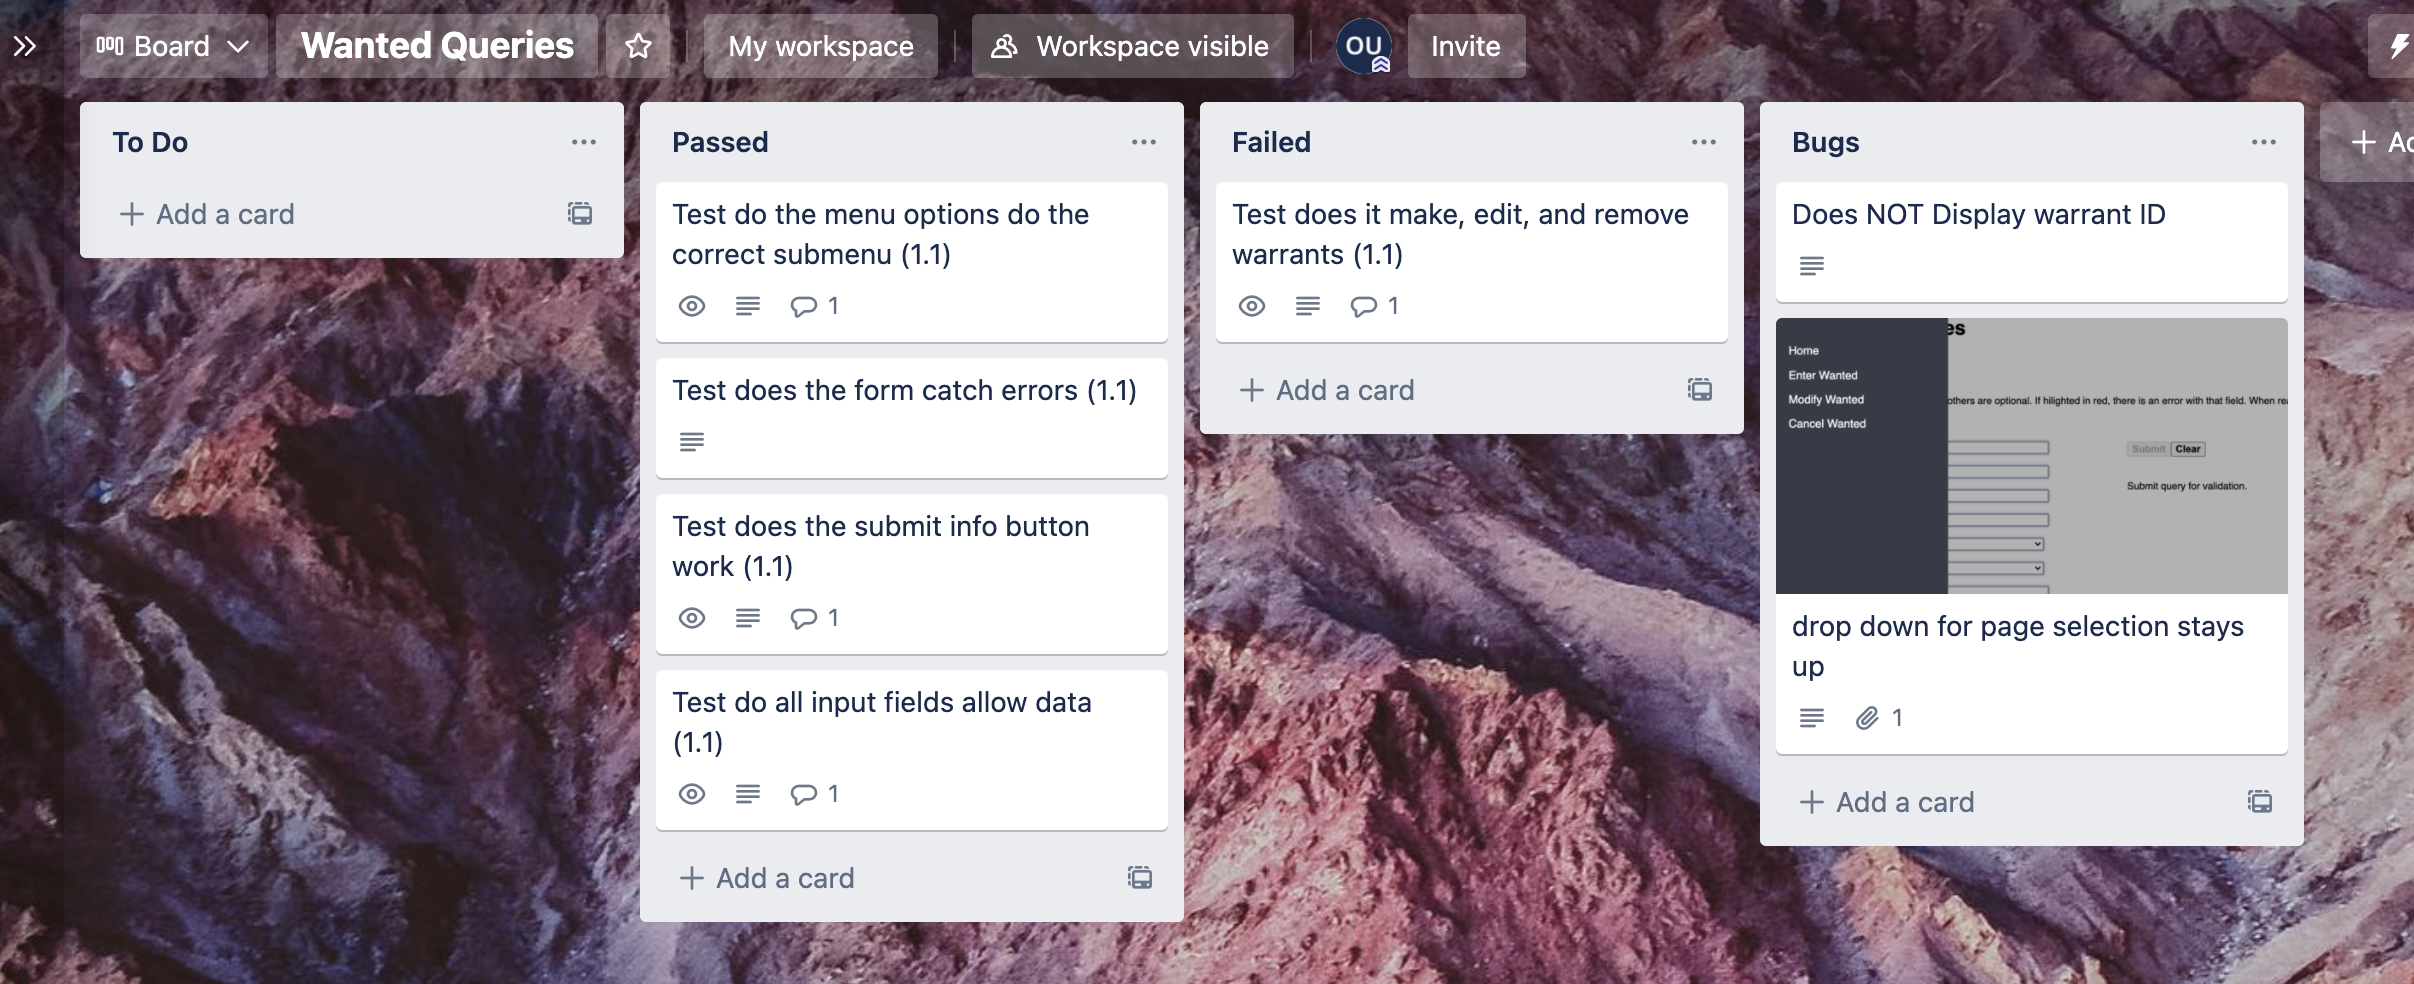 Board
Wanted Queries
My workspace
Workspace visible
OU
Invite
To Do
Add a card
Passed
Test do the menu options do the
correct submenu (1.1)
1
Test does the form catch errors (1.1)
Test does the submit info button
work (1.1)
1
Test do all input fields allow data
(1.1)
1
Add a card
Failed
Test does it make, edit, and remove
warrants (1.1)
1
Add a card
Bugs
Does NOT Display warrant ID
es
Home
Enter Wanted
Modify Wanted
Cancel Wanted
others are optional. If hilighted in red, there is an error with that field. When
Submit Clear
Submit query for validation.
drop down for page selection stays
up
1
Add a card